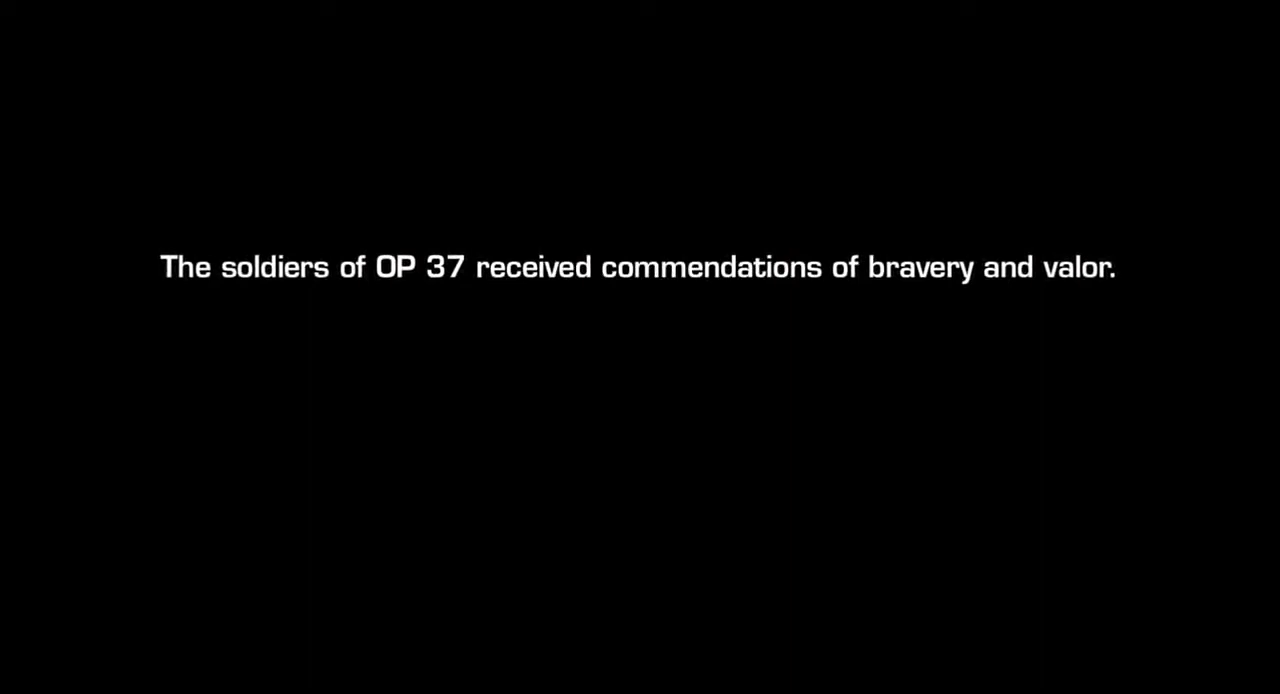 The soldiers of OP 37 received commendations of bravery and valor.